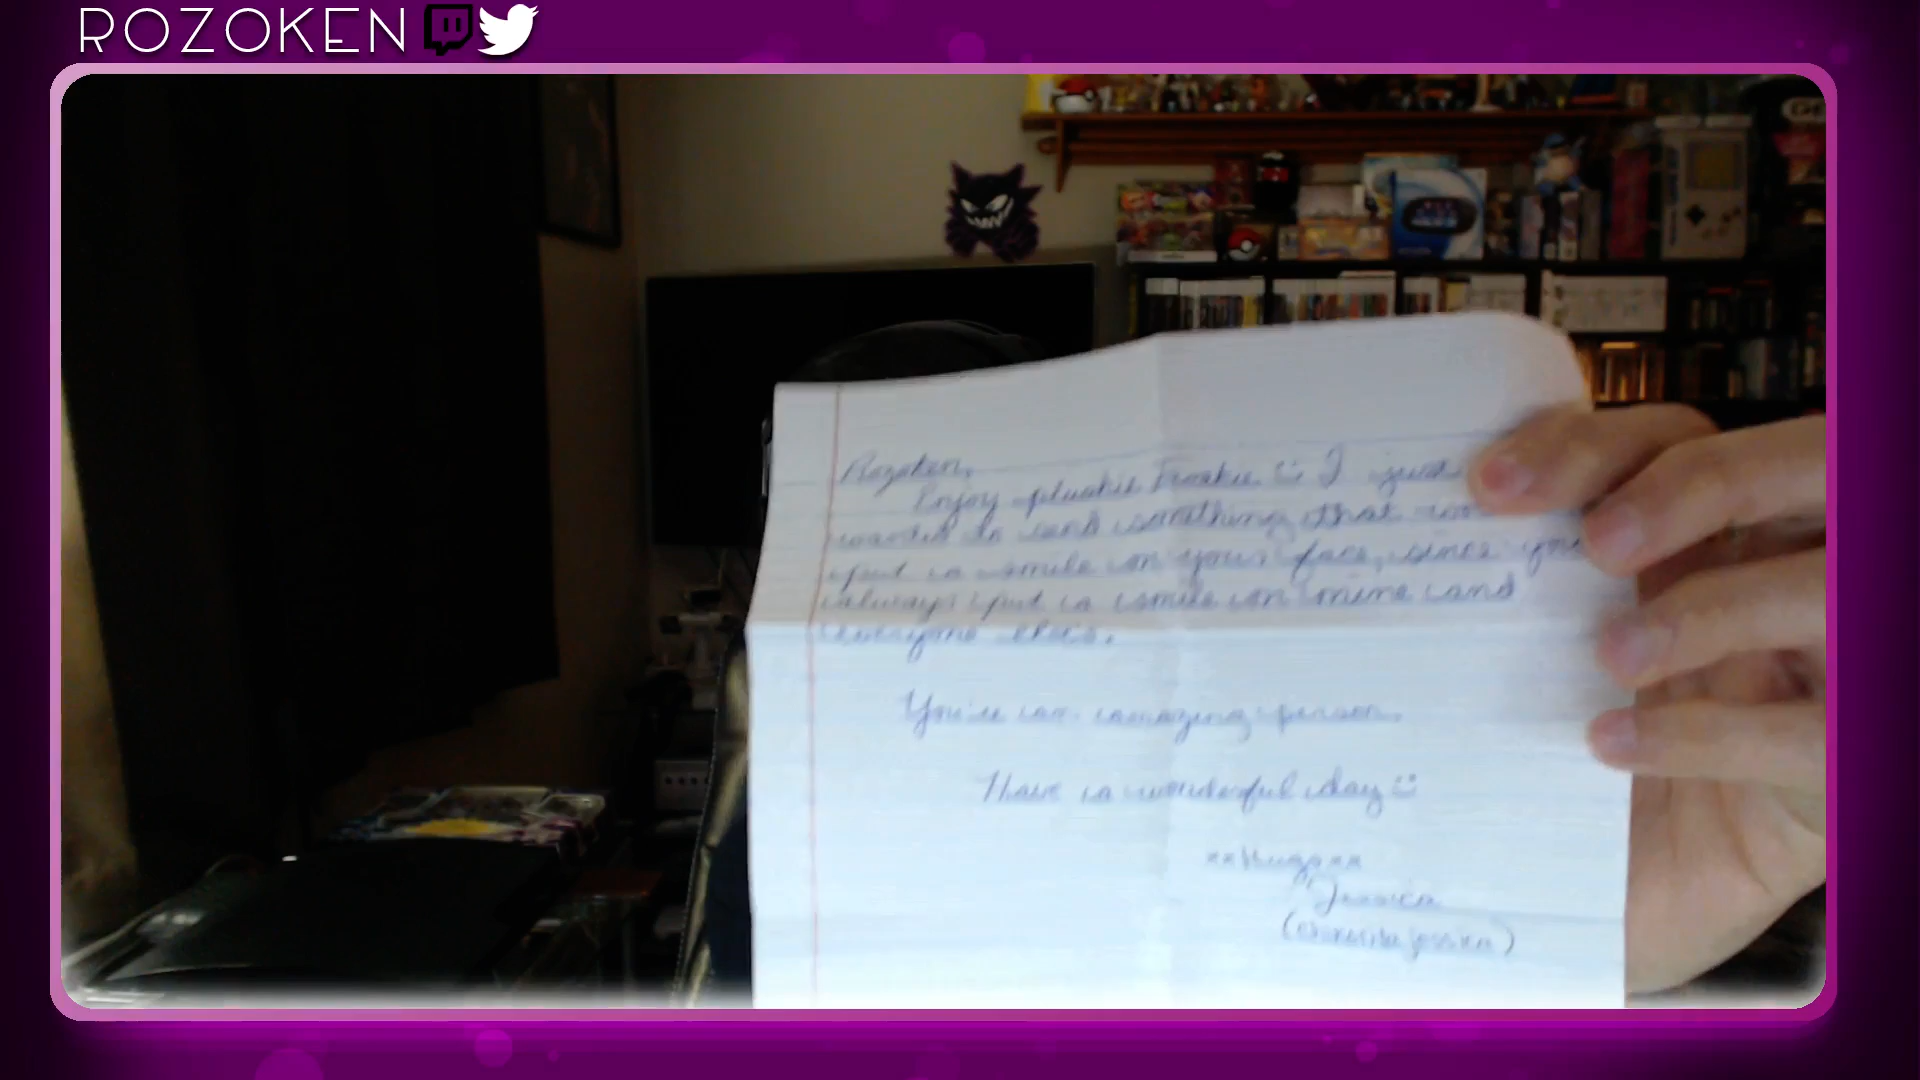 ROZOKEN
Rozoken,
Enjoy plushie Froakie :) I just
wanted to send something that
put a smile on your face, since you
always put a smile on mine and
everyone else's.
You're an amazing person.
Have a wonderful day :)
xxHugsxx
Jessica